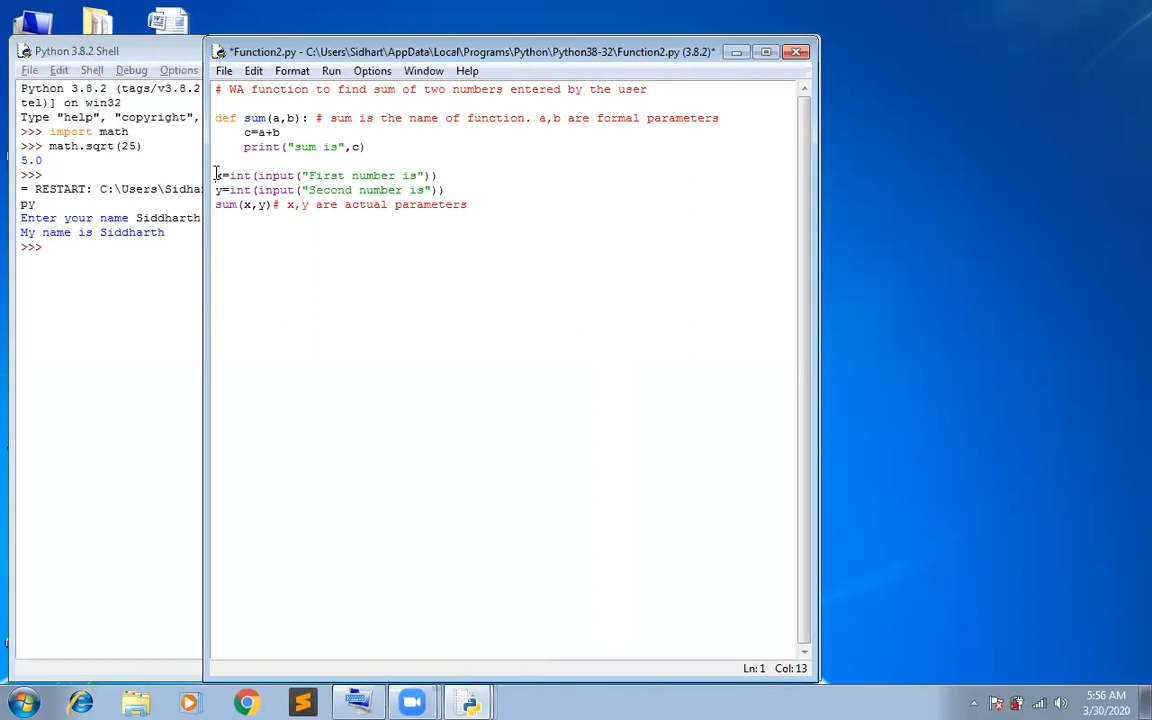 Python 3.8.2 Shell
File Edit Shell Debug Options
Python 3.8.2 (tags/v3.8.2
tel)] on win32
Type "help", "copyright",
>>> import math
>>> math.sqrt(25)
5.0
>>>
= RESTART: C:\Users\Sidha
py
Enter your name Siddharth
My name is Siddharth
>>>
*Function2.py - C:\Users\Sidhart\AppData\Local\Programs\Python\Python38-32\Function2.py (3.8.2)*
File Edit Format Run Options Window Help
# WA function to find sum of two numbers entered by the user
def sum(a,b): # sum is the name of function. a,b are formal parameters
c=a+b
print("sum is",c)
x=int(input("First number is"))
y=int(input("Second number is"))
sum(x,y)# x,y are actual parameters
Ln: 1 Col: 13
5:56 AM
3/30/2020